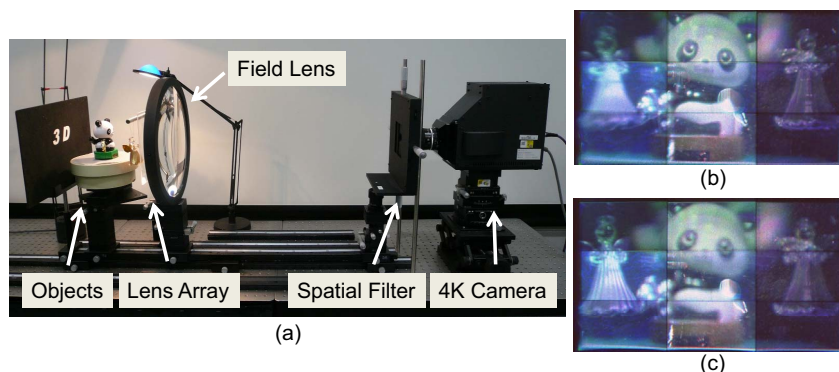 Field Lens
3D
Objects
Lens Array
Spatial Filter
4K Camera
(a)
(b)
(c)